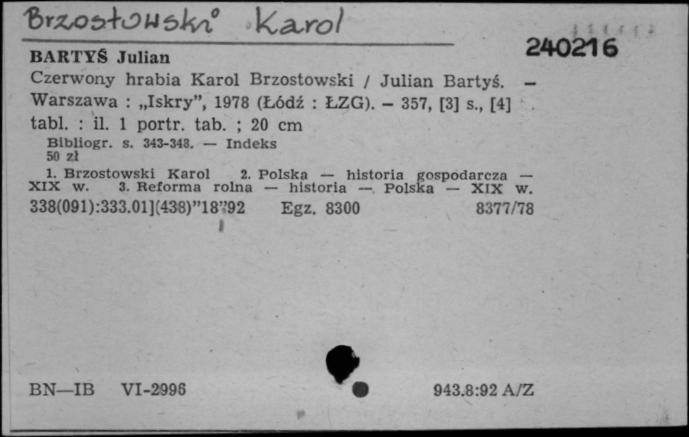 Brzostowski Karol
240216
BARTYŚ Julian
Czerwony hrabia Karol Brzostowski / Julian Bartyś. —
Warszawa : „Iskry”, 1978 (Łódź : ŁZG). — 357, [3] s., [4]
tabl. : il. 1 portr. tab. ; 20 cm
Bibliogr. s. 343-348. — Indeks
50 zł
1. Brzostowski Karol 2. Polska — historia gospodarcza —
XIX w. 3. Reforma rolna — historia — Polska — XIX w.
338(091):333.01](438)”18”92 Egz. 8300 8377/78
BN—IB VI-2996 943.8:92 A/Z